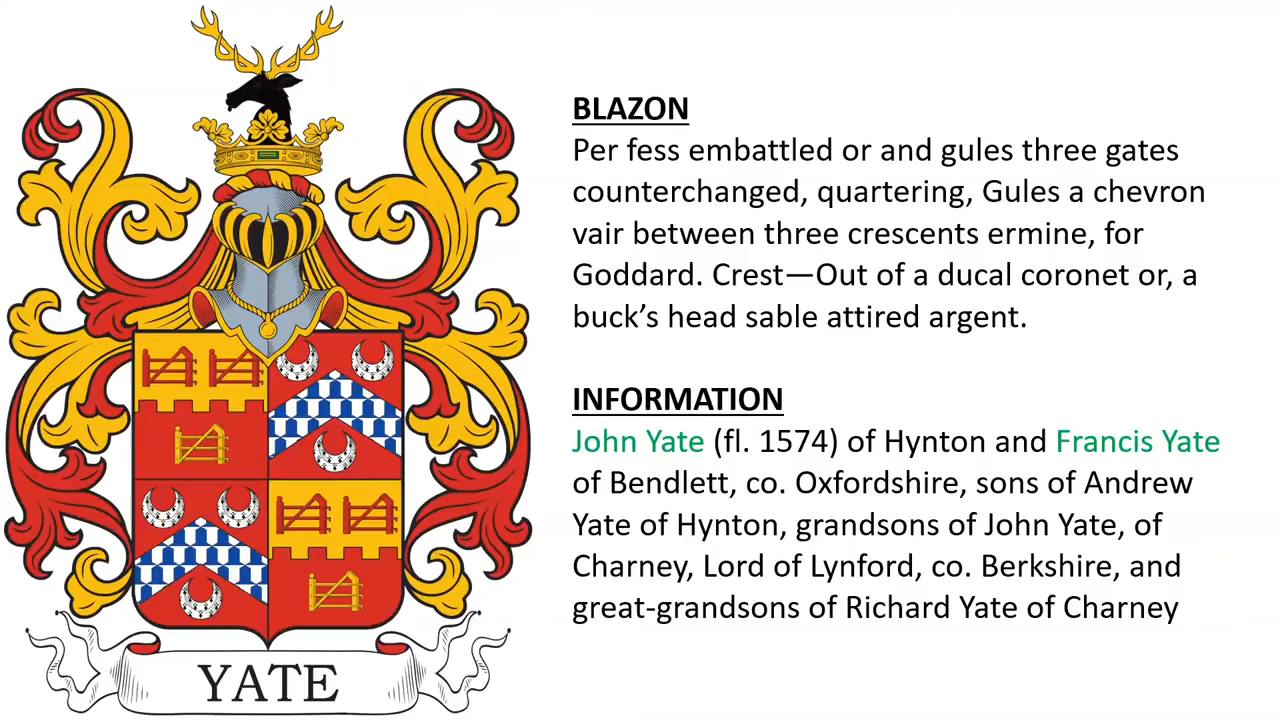 BLAZON
Per fess embattled or and gules three gates
counterchanged, quartering, Gules a chevron
vair between three crescents ermine, for
Goddard. Crest—Out of a ducal coronet or, a
buck’s head sable attired argent.
INFORMATION
John Yate (fl. 1574) of Hynton and Francis Yate
of Bendlett, co. Oxfordshire, sons of Andrew
Yate of Hynton, grandsons of John Yate, of
Charney, Lord of Lynford, co. Berkshire, and
great-grandsons of Richard Yate of Charney
YATE